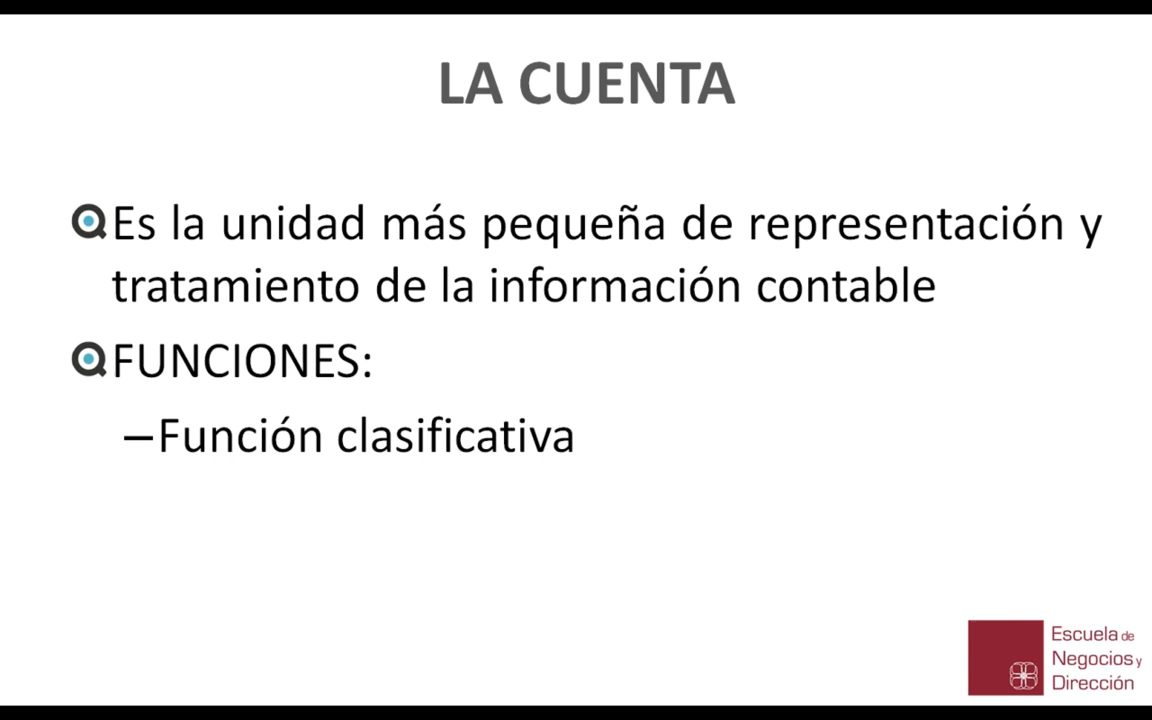 LA CUENTA
Es la unidad más pequeña de representación y
tratamiento de la información contable
FUNCIONES:
–Función clasificativa
Escuela de
Negocios y
Dirección